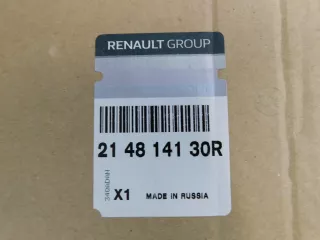 RENAULT GROUP
21 48 141 30R
X1 MADE IN RUSSIA